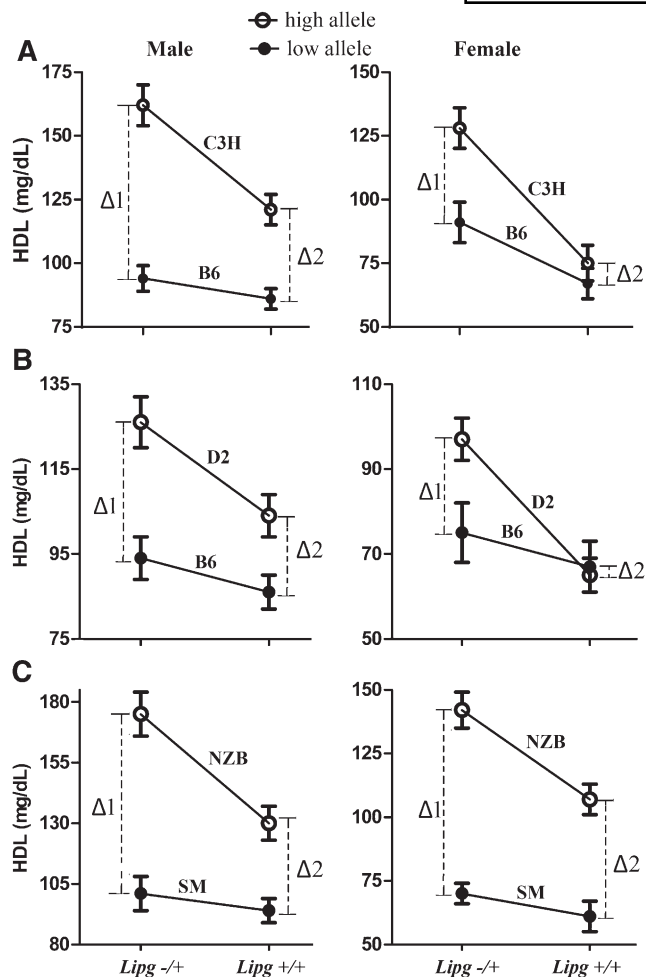 high allele
low allele
A
Male
Female
175
150
125
100
75
HDL (mg/dL)
C3H
B6
Δ1
Δ2
150
125
100
75
50
C3H
B6
Δ1
Δ2
B
135
115
95
75
HDL (mg/dL)
D2
B6
Δ1
Δ2
110
90
70
50
D2
B6
Δ1
Δ2
C
180
155
130
105
80
HDL (mg/dL)
NZB
SM
Δ1
Δ2
Lipg -/+
Lipg +/+
150
100
75
50
NZB
SM
Δ1
Δ2
Lipg -/+
Lipg +/+